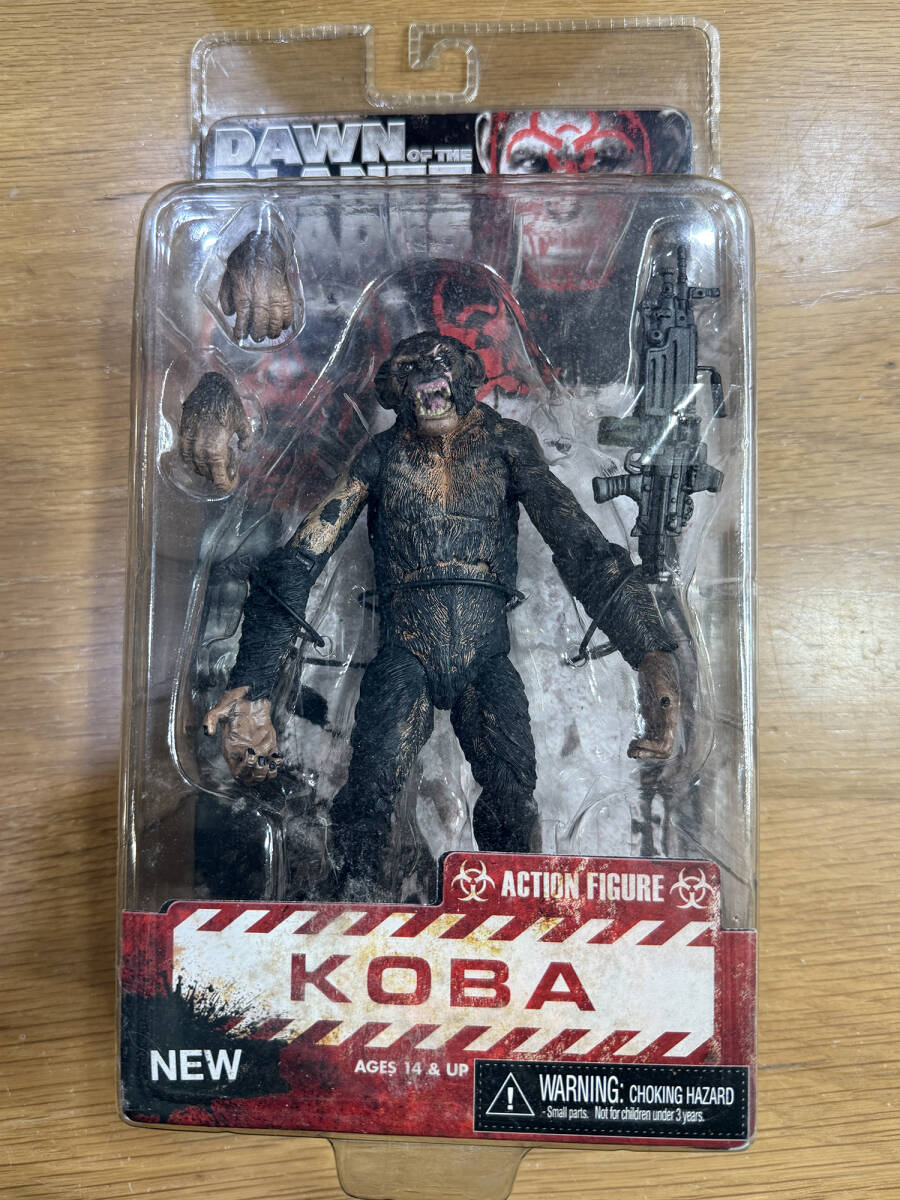 DAWN OF THE
PLANET
ACTION FIGURE
KOBA
NEW
AGES 14 & UP
WARNING: CHOKING HAZARD
- Small parts. Not for children under 3 years.